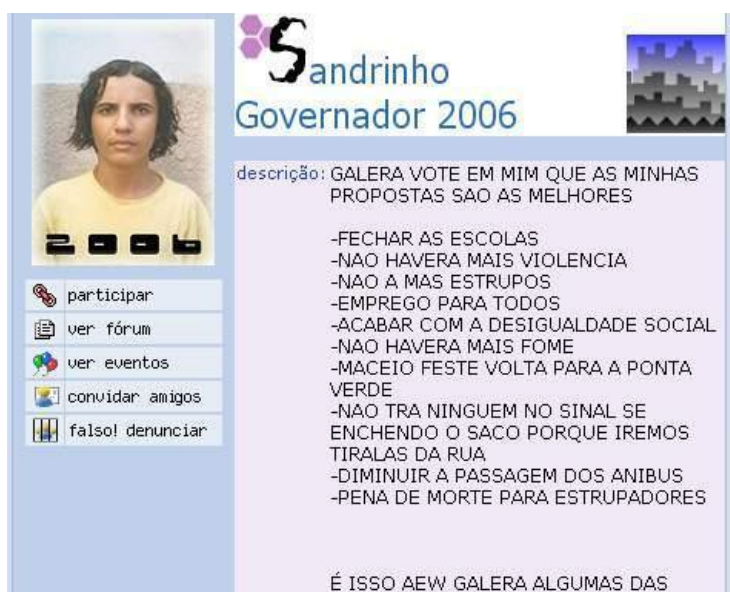 Sandrinho
Governador 2006
2006
participar
ver fórum
ver eventos
convidar amigos
falso! denunciar
descrição: GALERA VOTE EM MIM QUE AS MINHAS
PROPOSTAS SAO AS MELHORES
-FECHAR AS ESCOLAS
-NAO HAVERA MAIS VIOLENCIA
-NAO A MAS ESTRUPOS
-EMPREGO PARA TODOS
-ACABAR COM A DESIGUALDADE SOCIAL
-NAO HAVERA MAIS FOME
-MACEIO FESTE VOLTA PARA A PONTA
VERDE
-NAO TRA NINGUEM NO SINAL SE
ENCHENDO O SACO PORQUE IREMOS
TIRALAS DA RUA
-DIMINUIR A PASSAGEM DOS ANIBUS
-PENA DE MORTE PARA ESTRUPADORES
É ISSO AEW GALERA ALGUMAS DAS